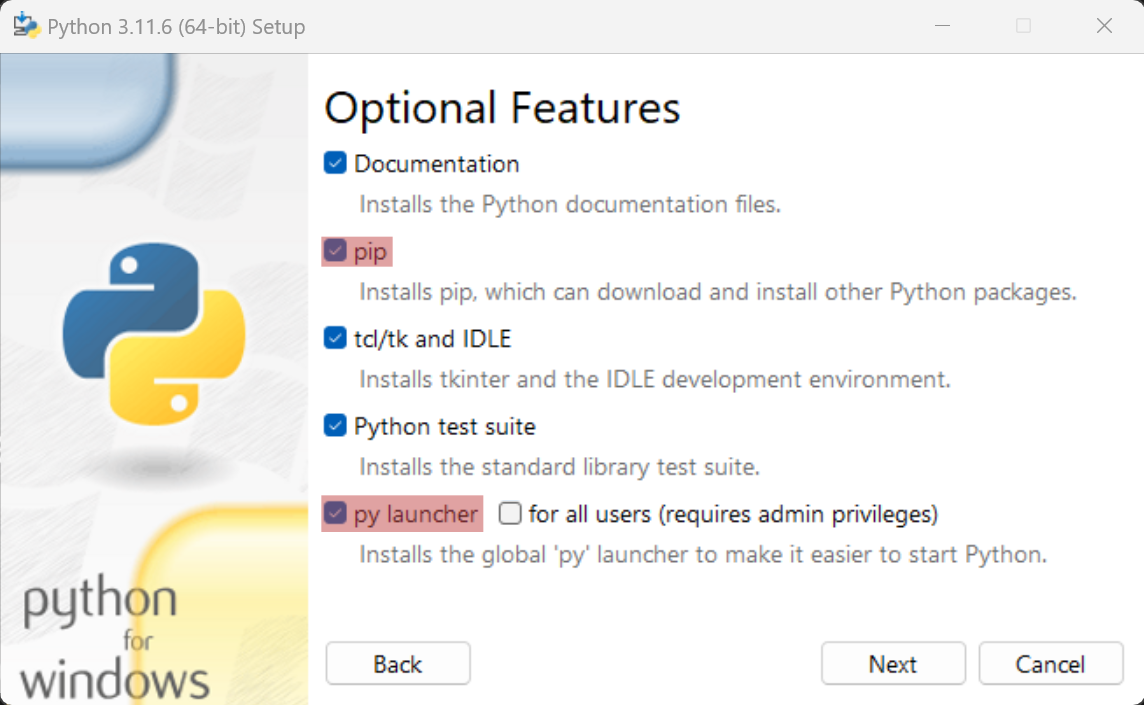 Python 3.11.6 (64-bit) Setup
Optional Features
Documentation
Installs the Python documentation files.
pip
Installs pip, which can download and install other Python packages.
tcl/tk and IDLE
Installs tkinter and the IDLE development environment.
Python test suite
Installs the standard library test suite.
py launcher for all users (requires admin privileges)
Installs the global 'py' launcher to make it easier to start Python.
python
for
windows
Back Next Cancel